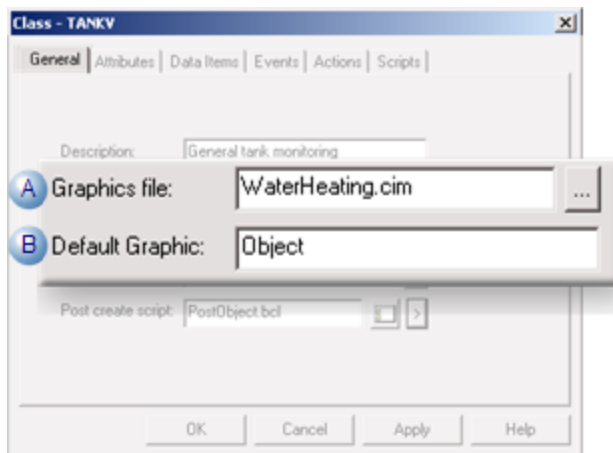 Class - TANKV
General Attributes Data Items Events Actions Scripts
Description: General tank monitoring
A Graphics file: WaterHeating.cim ...
B Default Graphic: Object
Post create script: PostObject.bcl >
OK Cancel Apply Help